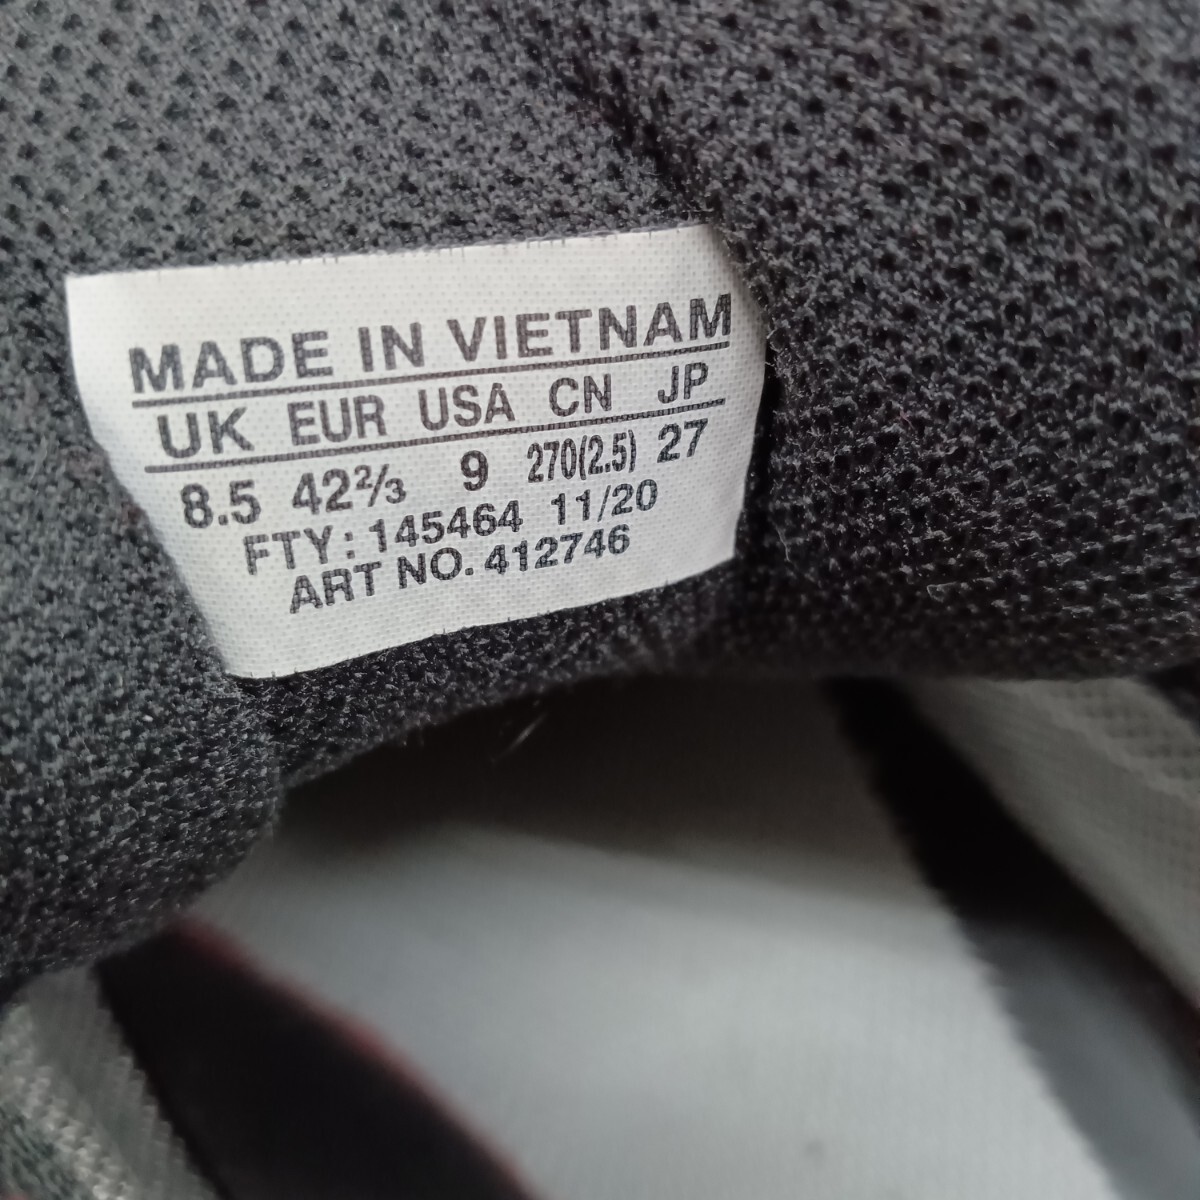 MADE IN VIETNAM
UK EUR USA CN JP
8.5 42⅔ 9 270(2.5) 27
FTY: 145464 11/20
ART NO. 412746